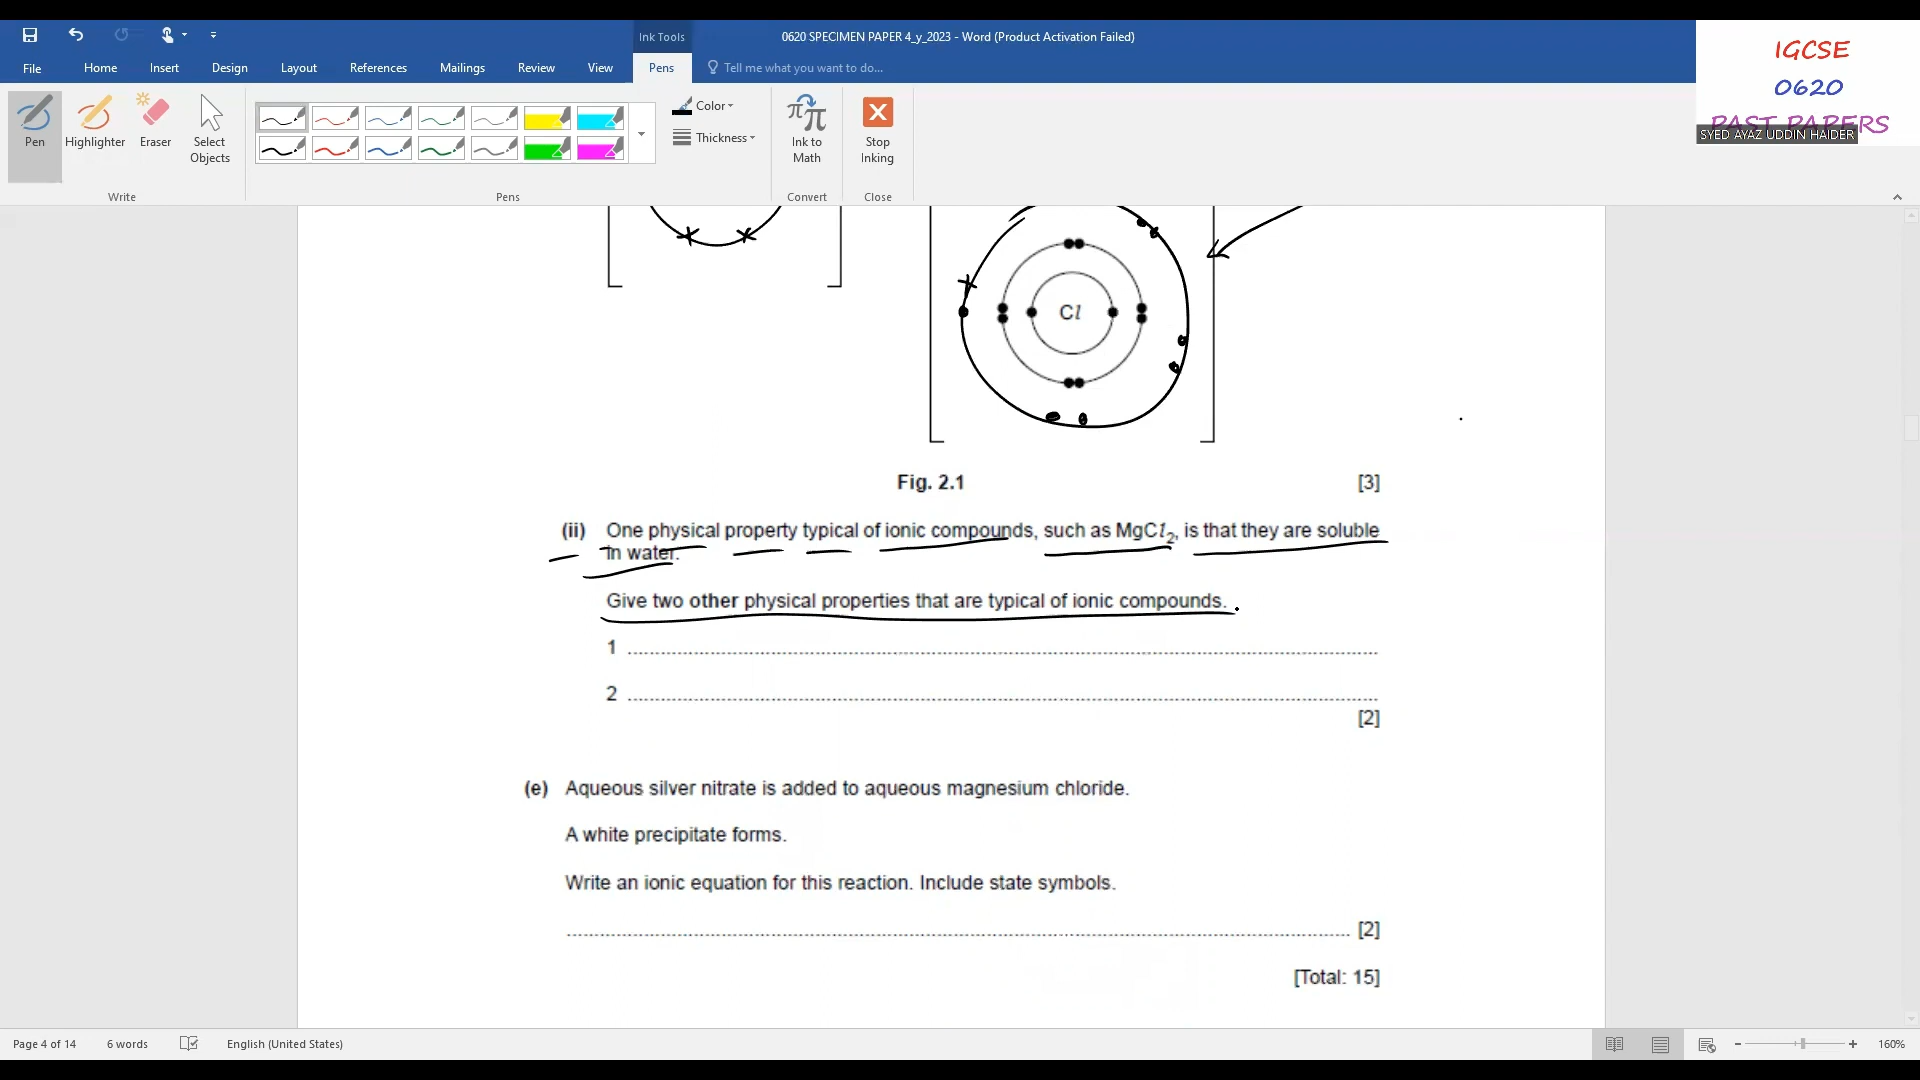 Ink Tools
0620 SPECIMEN PAPER 4_y_2023 - Word (Product Activation Failed)
IGCSE
0620
PAST PAPERS
SYED AYAZ UDDIN HAIDER
File Home Insert Design Layout References Mailings Review View Pens Tell me what you want to do...
Pen Highlighter Eraser Select Objects
Color
Thickness
Ink to Math
Stop Inking
Write Pens Convert Close
Cl
Fig. 2.1 [3]
(ii) One physical property typical of ionic compounds, such as MgCl₂, is that they are soluble
in water.
Give two other physical properties that are typical of ionic compounds.
1
2
[2]
(e) Aqueous silver nitrate is added to aqueous magnesium chloride.
A white precipitate forms.
Write an ionic equation for this reaction. Include state symbols.
[2]
[Total: 15]
Page 4 of 14 6 words English (United States) 160%